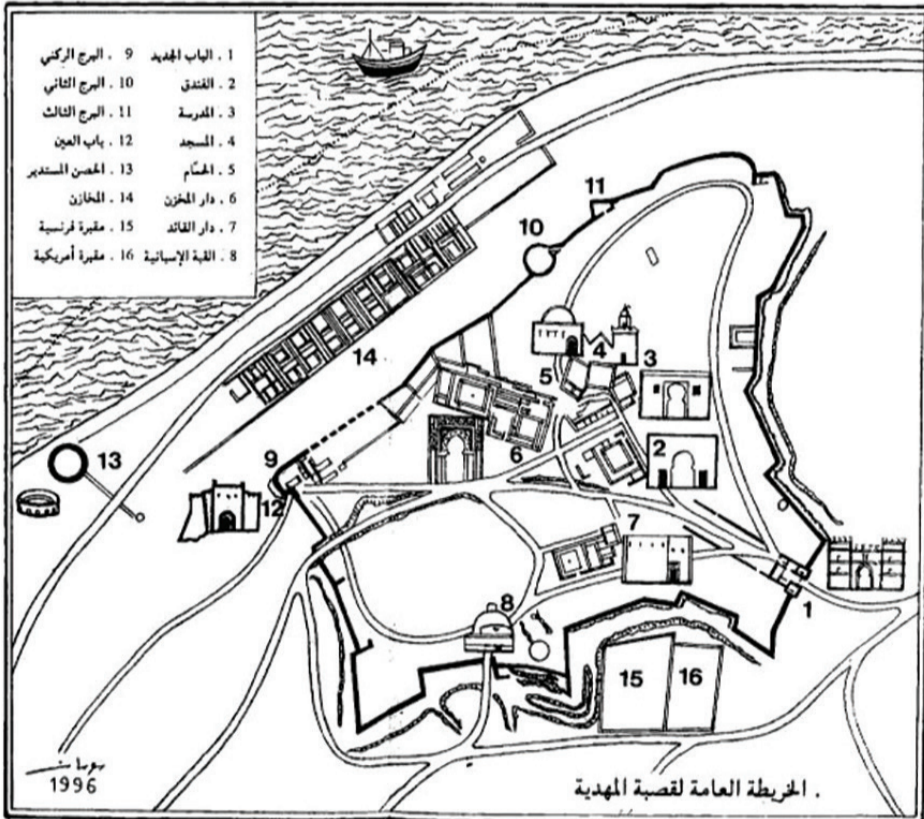 1 . الباب الجديد 9 . البرج الركني
2 . الفندق 10 . البرج الثاني
3 . المدرسة 11 . البرج الثالث
4 . المسجد 12 . باب العين
5 . الحمّام 13 . الحصن المستدير
6 . دار المخزن 14 . المخازن
7 . دار القائد 15 . مقبرة فرنسية
8 . القبة الإسبانية 16 . مقبرة أمريكية
11
10
14
4
3
5
2
6
9
13
12
7
8
1
15
16
1996
الخريطة العامة لقصبة المهدية .